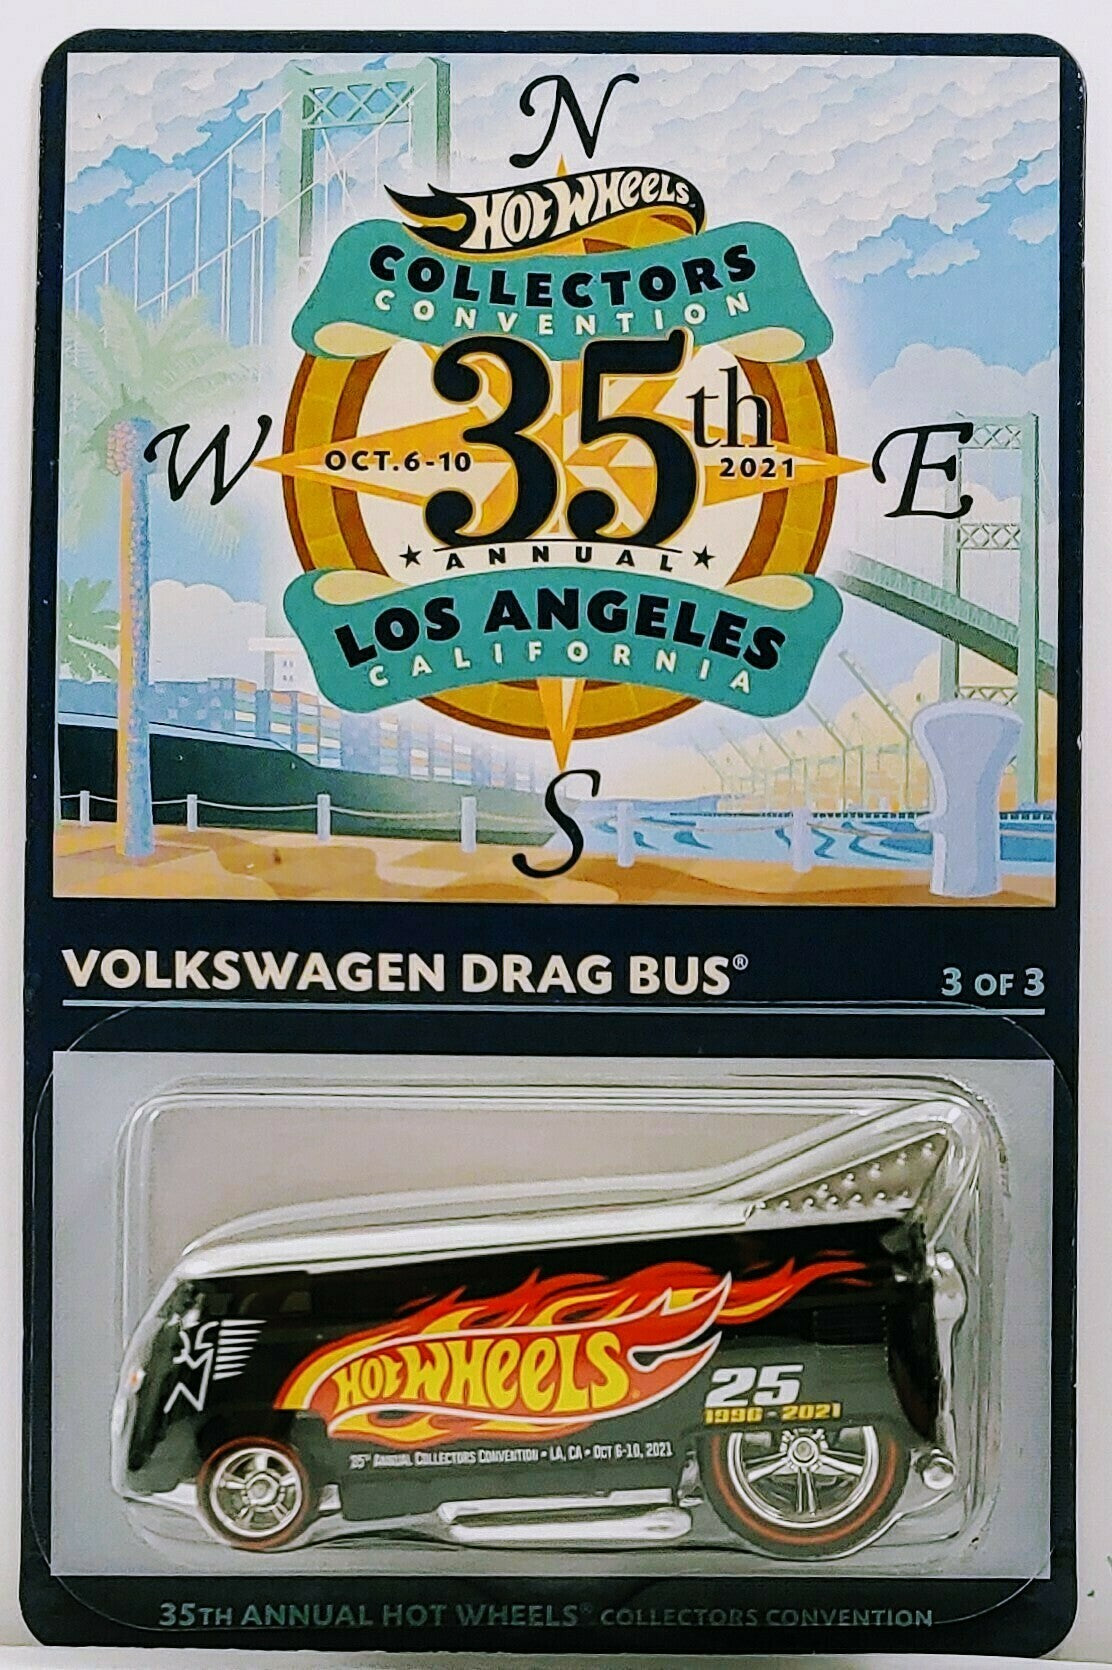 N
HOT WHEELS
COLLECTORS
CONVENTION
W
OCT. 6-10
35th
2021
E
★ ANNUAL ★
LOS ANGELES
CALIFORNIA
S
VOLKSWAGEN DRAG BUS®
3 OF 3
HOT WHEELS
25
1996 - 2021
35TH ANNUAL COLLECTORS CONVENTION • LA, CA • OCT 6-10, 2021
35TH ANNUAL HOT WHEELS® COLLECTORS CONVENTION